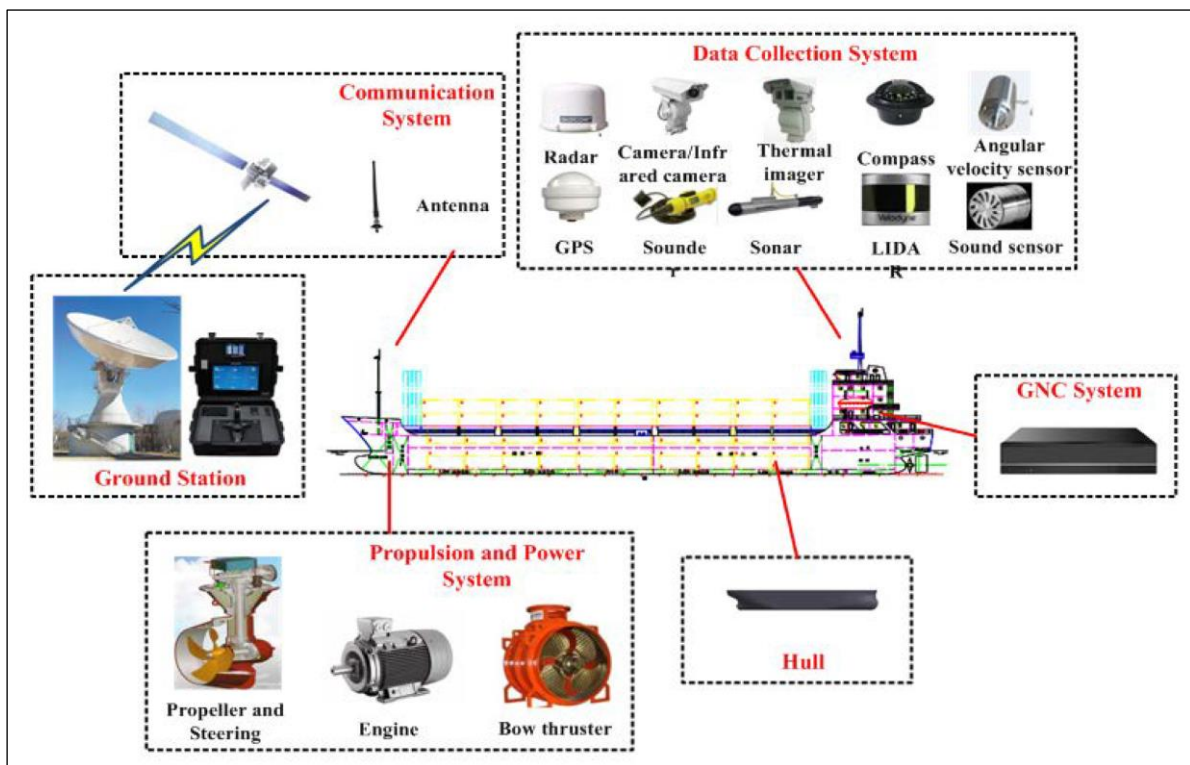 Data Collection System
Communication
System
Radar
Camera/Infr
ared camera
Thermal
imager
Compass
Angular
velocity sensor
Antenna
Velodyne
GPS
Sounde
r
Sonar
LIDA
R
Sound sensor
GNC System
Ground Station
Propulsion and Power
System
Hull
Propeller and
Steering
Engine
Bow thruster